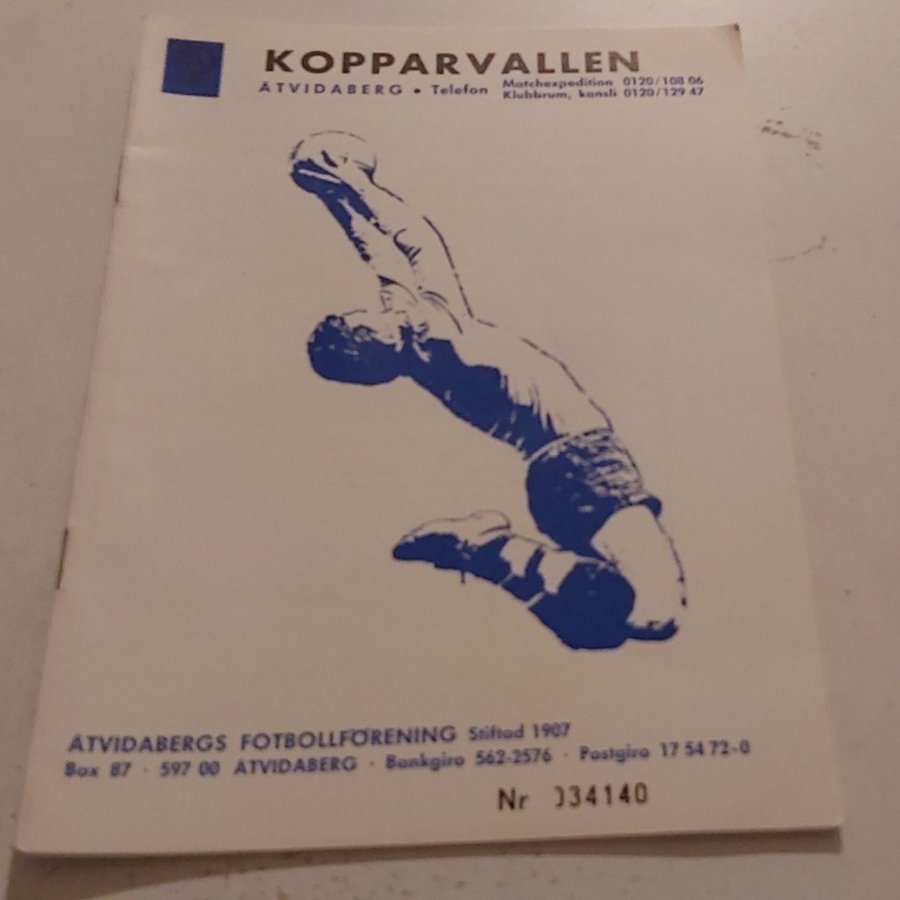 KOPPARVALLEN
ÅTVIDABERG • Telefon Matchexpedition 0120/108 06
Klubbrum, kansli 0120/129 47
ÅTVIDABERGS FOTBOLLFÖRENING Stiftad 1907
Box 87 · 597 00 ÅTVIDABERG · Bankgiro 562-2576 · Postgiro 17 54 72-0
Nr 034140